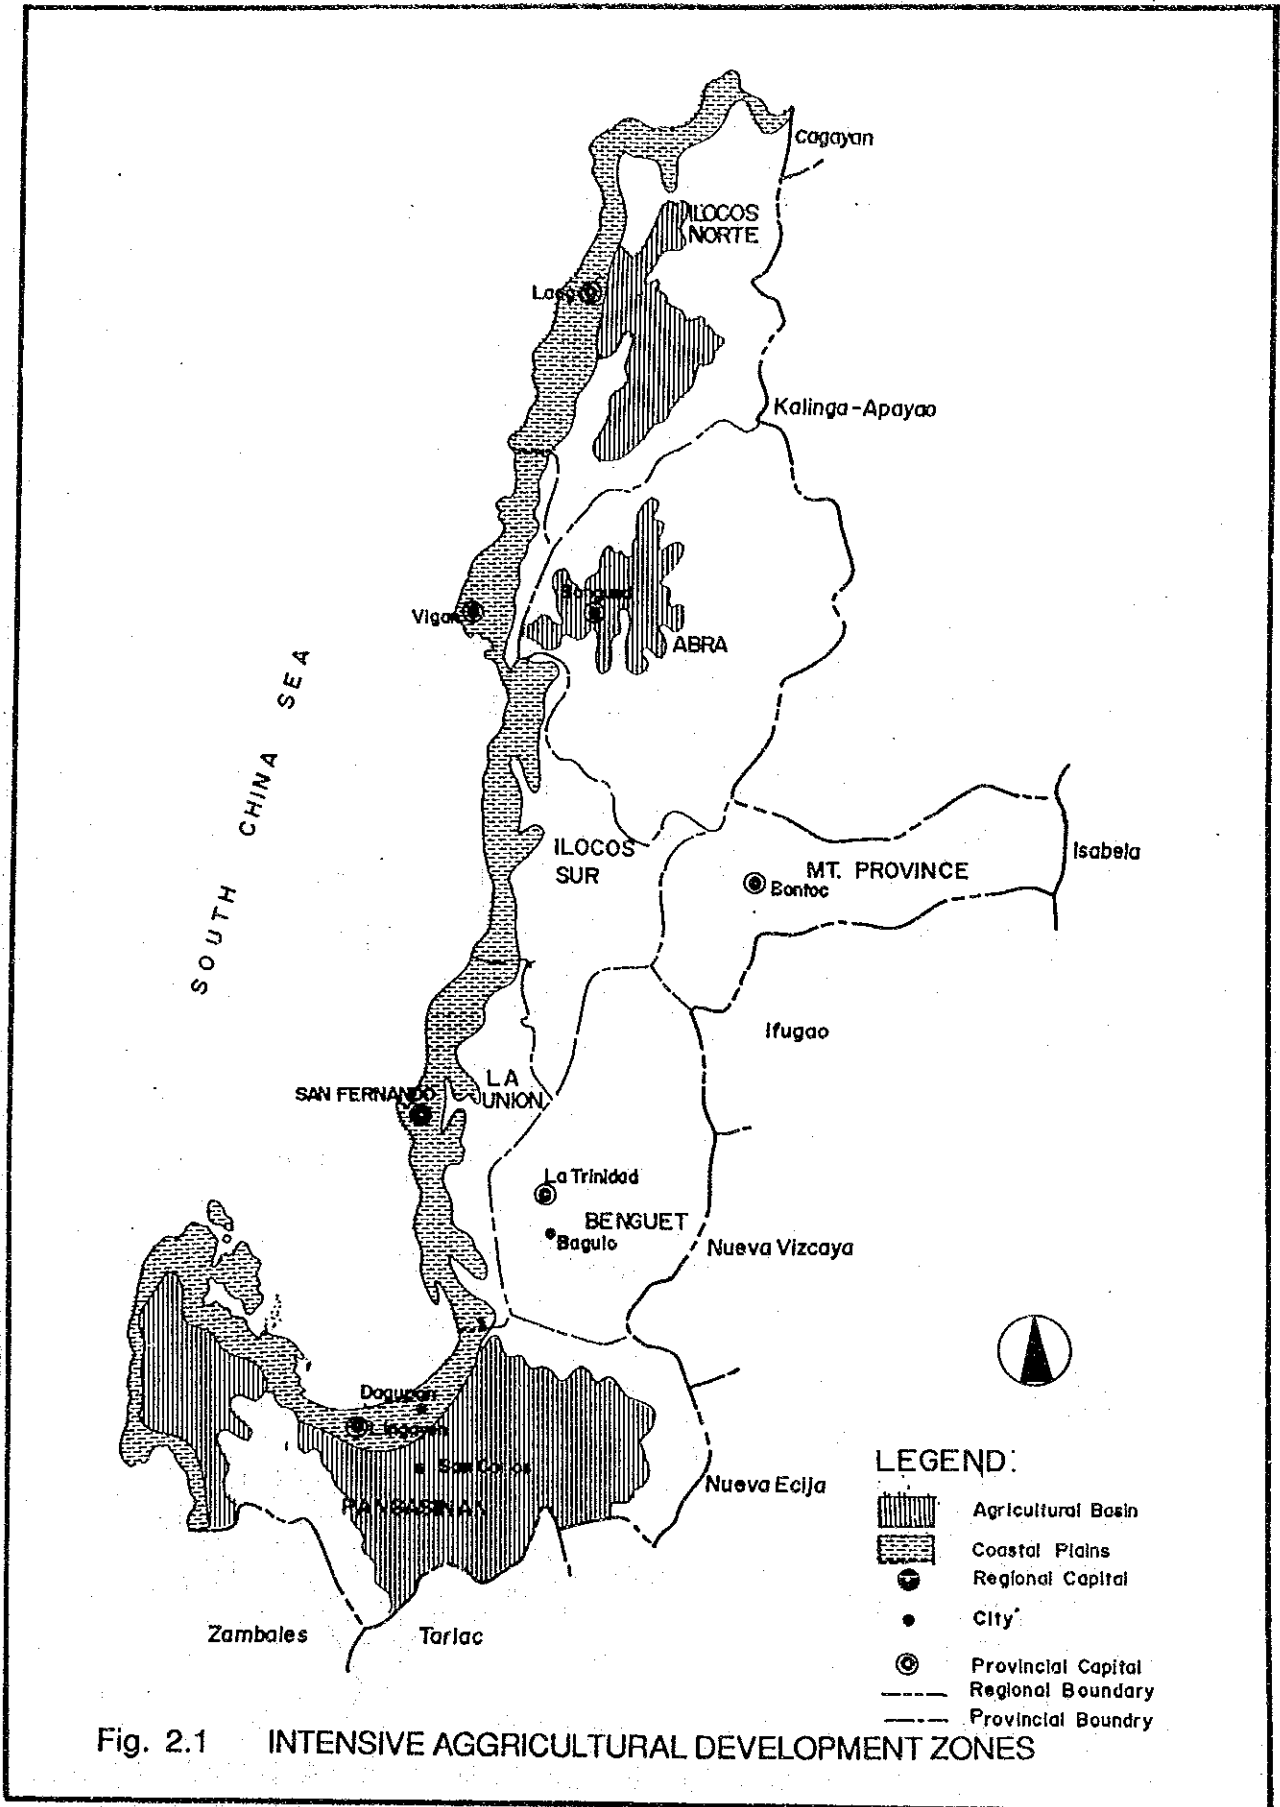 Cagayan
ILOCOS
NORTE
Laoag
Kalinga-Apayao
Bangued
Vigan
ABRA
SOUTH CHINA SEA
ILOCOS
SUR
MT. PROVINCE
Isabela
Bontoc
Ifugao
LA
UNION
SAN FERNANDO
La Trinidad
BENGUET
Baguio
Nueva Vizcaya
Dagupan
Lingayen
San Carlos
PANGASINAN
Nueva Ecija
Zambales
Tarlac
LEGEND:
Agricultural Basin
Coastal Plains
Regional Capital
City
Provincial Capital
Regional Boundary
Provincial Boundry
Fig. 2.1 INTENSIVE AGGRICULTURAL DEVELOPMENT ZONES